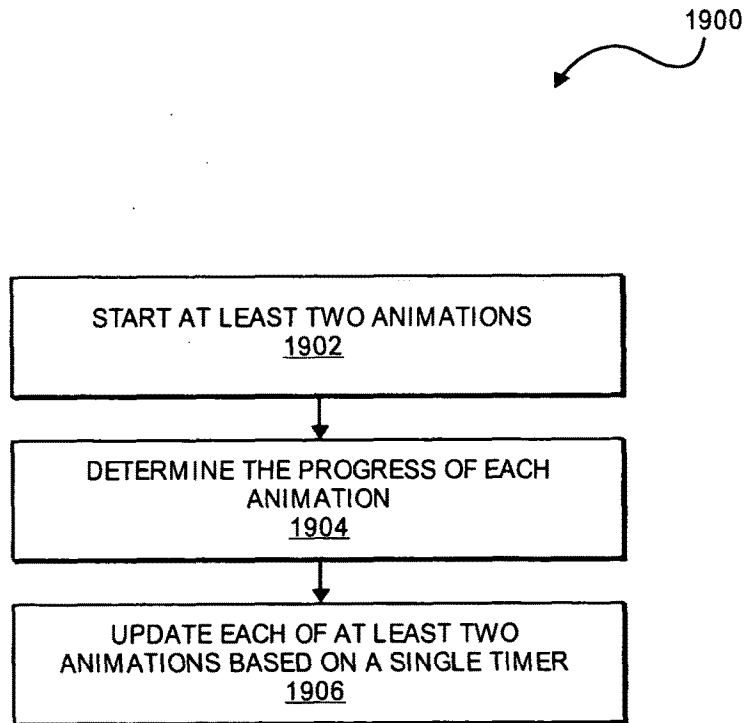 1900
START AT LEAST TWO ANIMATIONS
1902
DETERMINE THE PROGRESS OF EACH
ANIMATION
1904
UPDATE EACH OF AT LEAST TWO
ANIMATIONS BASED ON A SINGLE TIMER
1906